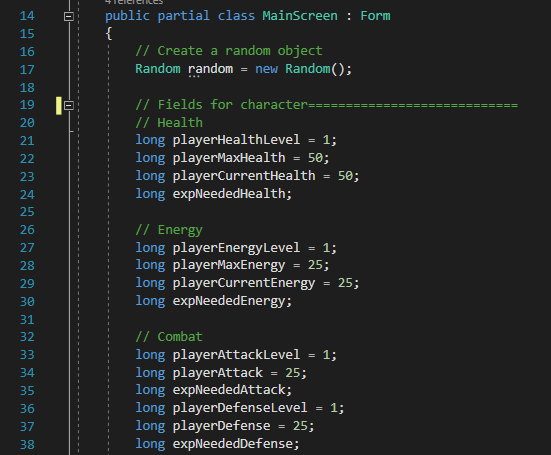 4 references
14 public partial class MainScreen : Form
15 {
16 // Create a random object
17 Random random = new Random();
18
19 // Fields for character============================
20 // Health
21 long playerHealthLevel = 1;
22 long playerMaxHealth = 50;
23 long playerCurrentHealth = 50;
24 long expNeededHealth;
25
26 // Energy
27 long playerEnergyLevel = 1;
28 long playerMaxEnergy = 25;
29 long playerCurrentEnergy = 25;
30 long expNeededEnergy;
31
32 // Combat
33 long playerAttackLevel = 1;
34 long playerAttack = 25;
35 long expNeededAttack;
36 long playerDefenseLevel = 1;
37 long playerDefense = 25;
38 long expNeededDefense;